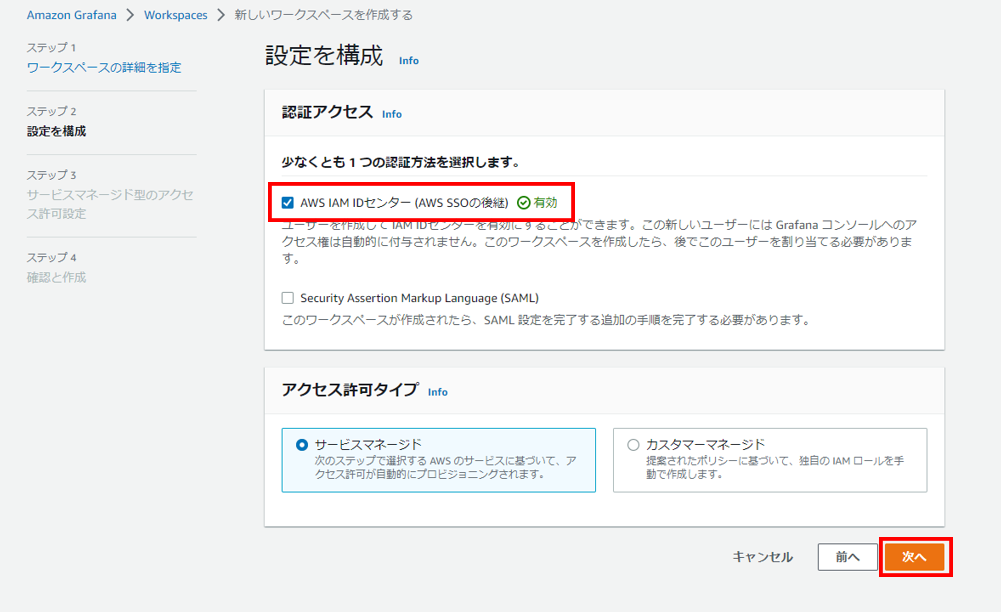 Amazon Grafana > Workspaces > 新しいワークスペースを作成する
ステップ 1
ワークスペースの詳細を指定
ステップ 2
設定を構成
ステップ 3
サービスマネージド型のアクセ
ス許可設定
ステップ 4
確認と作成
設定を構成 Info
認証アクセス Info
少なくとも 1 つの認証方法を選択します。
AWS IAM IDセンター (AWS SSOの後継) 有効
ユーザーを作成して IAM IDセンターを有効にすることができます。この新しいユーザーには Grafana コンソールへのア
クセス権は自動的に付与されません。このワークスペースを作成したら、後でこのユーザーを割り当てる必要がありま
す。
Security Assertion Markup Language (SAML)
このワークスペースが作成されたら、SAML 設定を完了する追加の手順を完了する必要があります。
アクセス許可タイプ Info
サービスマネージド
次のステップで選択する AWS のサービスに基づいて、ア
クセス許可が自動的にプロビジョニングされます。
カスタマーマネージド
提案されたポリシーに基づいて、独自の IAM ロールを手
動で作成します。
キャンセル 前へ 次へ